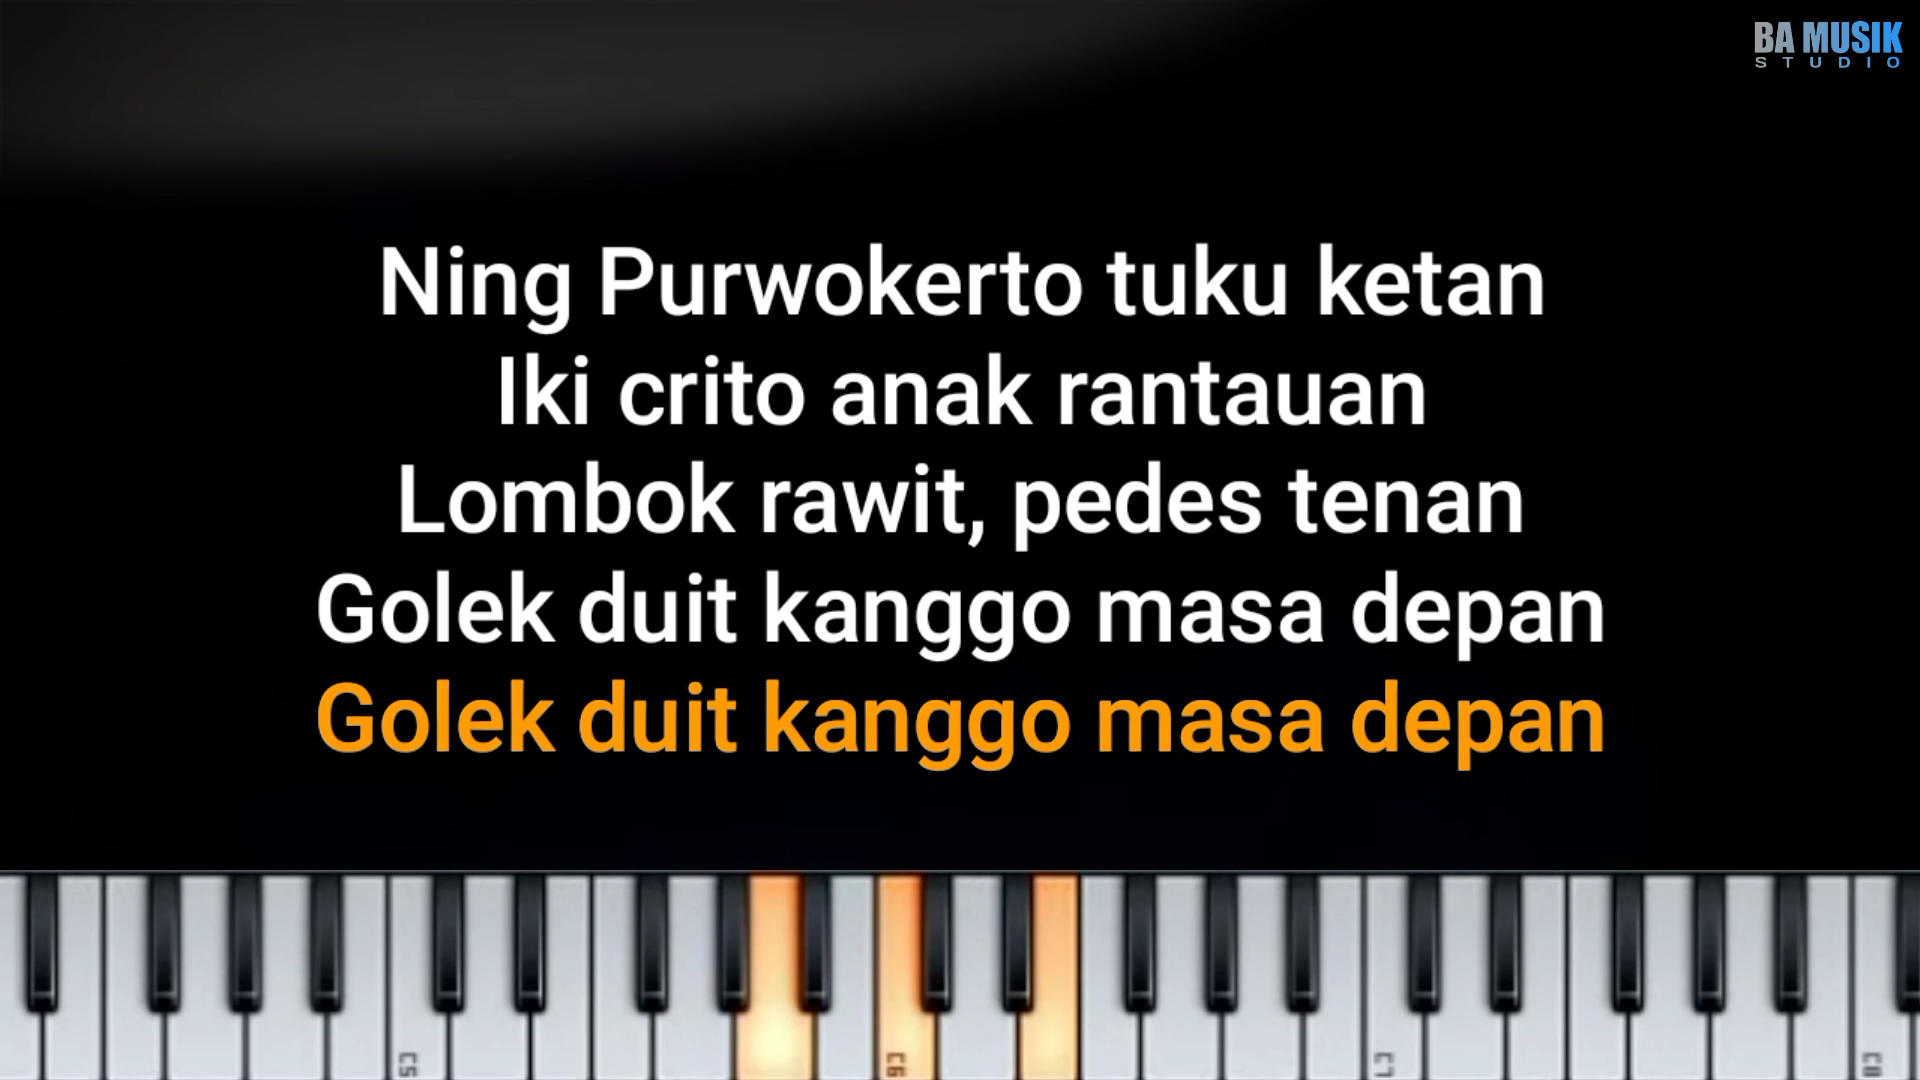 BA MUSIK
STUDIO
Ning Purwokerto tuku ketan
Iki crito anak rantauan
Lombok rawit, pedes tenan
Golek duit kanggo masa depan
Golek duit kanggo masa depan
C5
C6
C7
C8